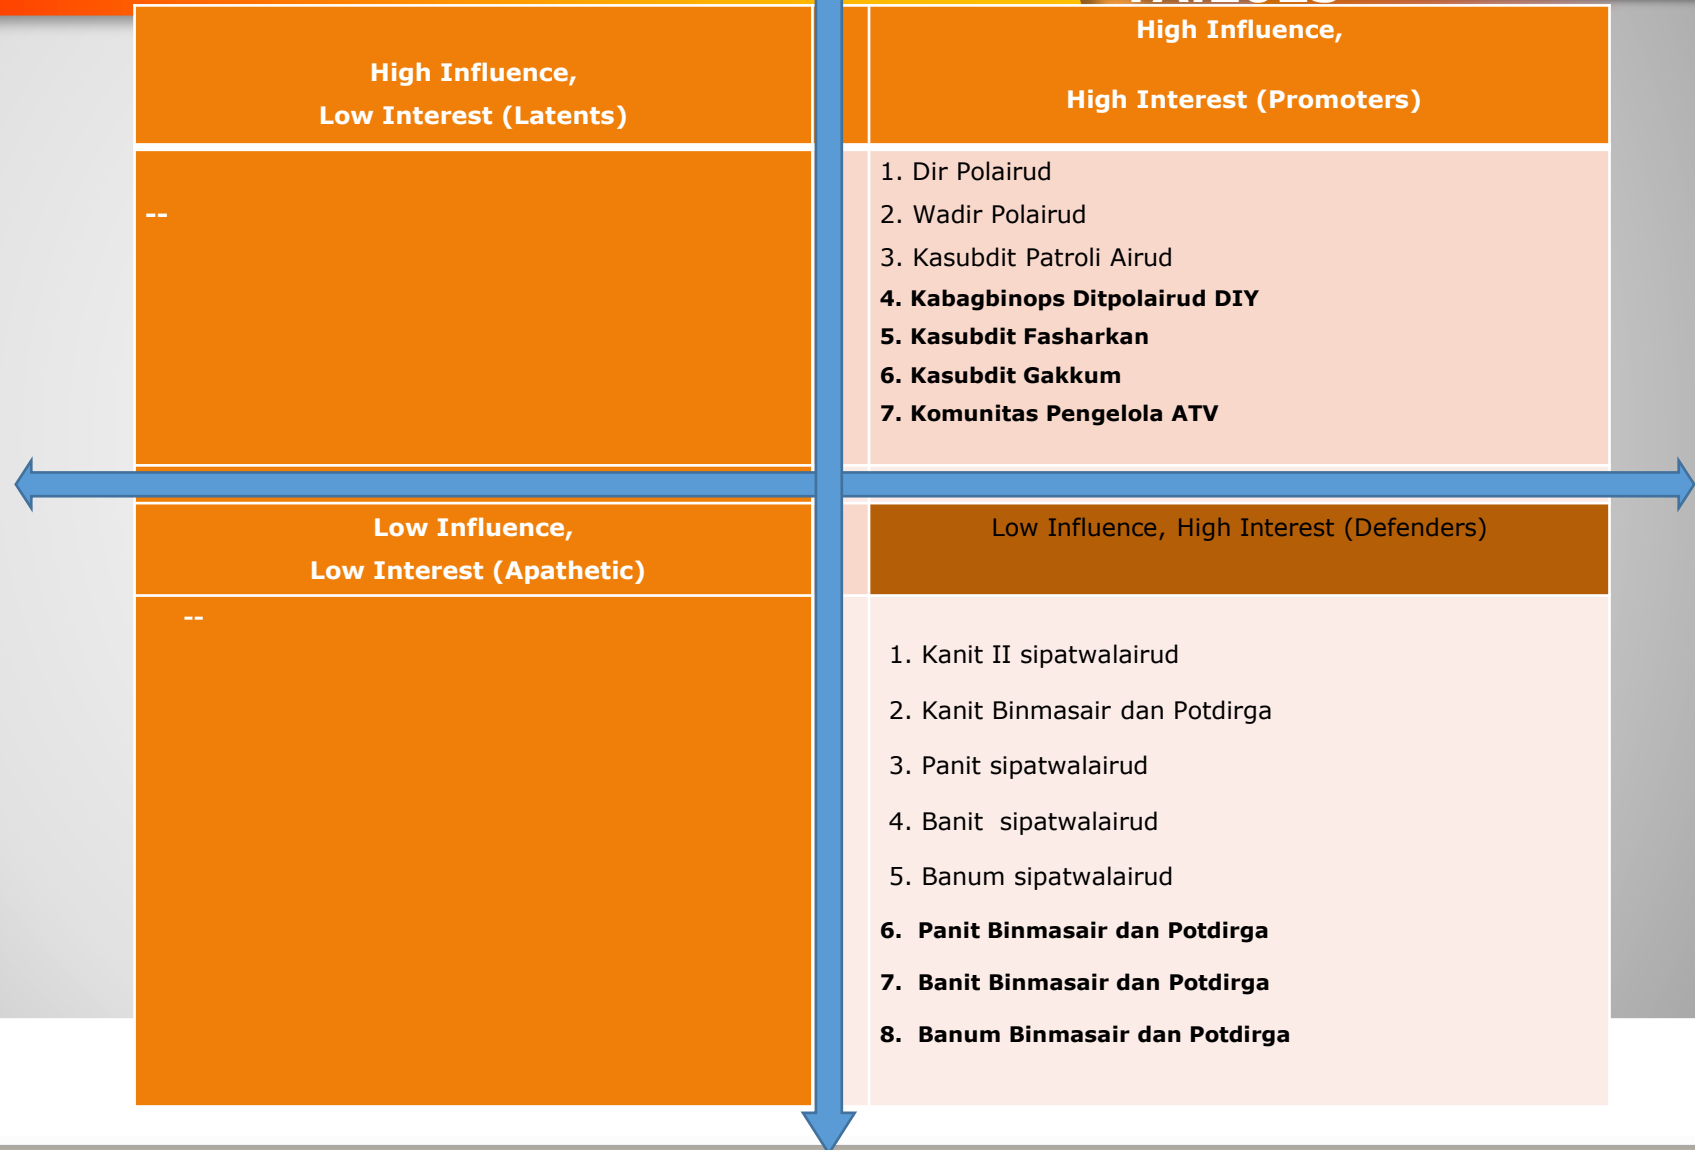 High Influence,
Low Interest (Latents)
High Influence,
High Interest (Promoters)
--
1. Dir Polairud
2. Wadir Polairud
3. Kasubdit Patroli Airud
4. Kabagbinops Ditpolairud DIY
5. Kasubdit Fasharkan
6. Kasubdit Gakkum
7. Komunitas Pengelola ATV
Low Influence,
Low Interest (Apathetic)
Low Influence, High Interest (Defenders)
--
1. Kanit II sipatwalairud
2. Kanit Binmasair dan Potdirga
3. Panit sipatwalairud
4. Banit sipatwalairud
5. Banum sipatwalairud
6. Panit Binmasair dan Potdirga
7. Banit Binmasair dan Potdirga
8. Banum Binmasair dan Potdirga